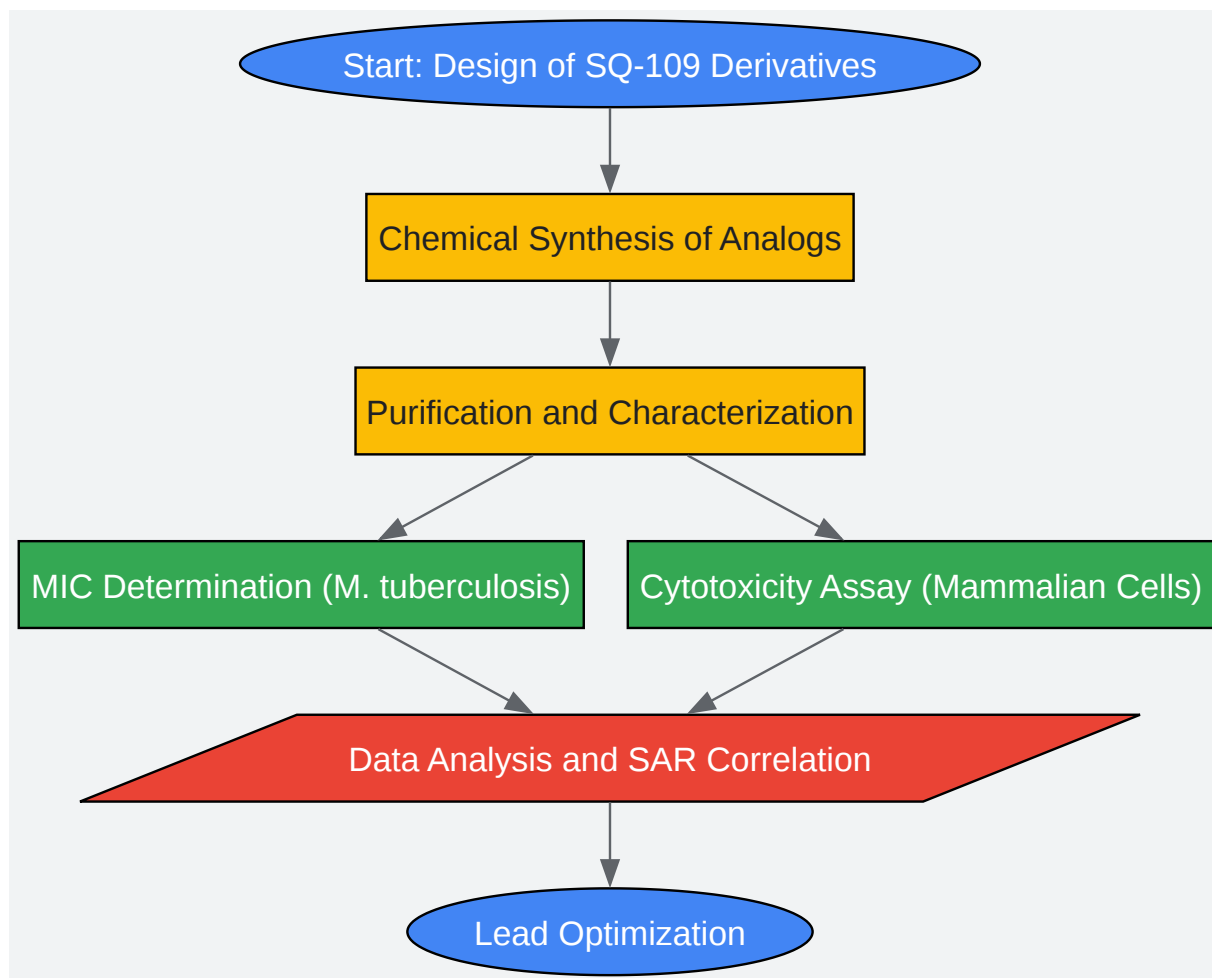 Start: Design of SQ-109 Derivatives
Chemical Synthesis of Analogs
Purification and Characterization
MIC Determination (M. tuberculosis)
Cytotoxicity Assay (Mammalian Cells)
Data Analysis and SAR Correlation
Lead Optimization